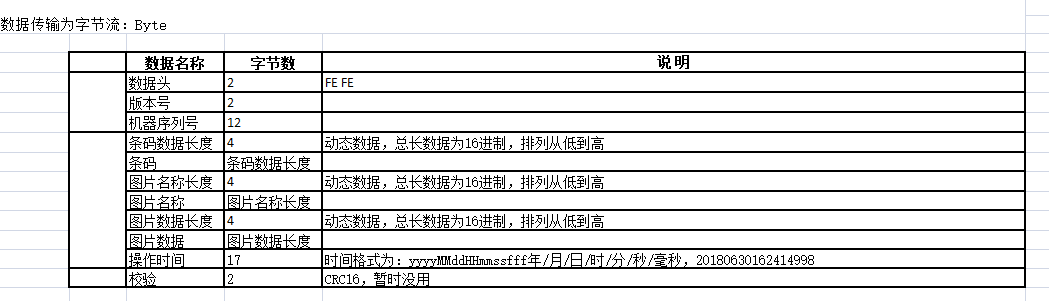 数据传输为字节流：Byte
数据名称 字节数 说明
数据头 2 FE FE
版本号 2
机器序列号 12
条码数据长度 4 动态数据，总长数据为16进制，排列从低到高
条码 条码数据长度
图片名称长度 4 动态数据，总长数据为16进制，排列从低到高
图片名称 图片名称长度
图片数据长度 4 动态数据，总长数据为16进制，排列从低到高
图片数据 图片数据长度
操作时间 17 时间格式为：yyyyMMddHHmmssfff年/月/日/时/分/秒/毫秒，20180630162414998
校验 2 CRC16，暂时没用